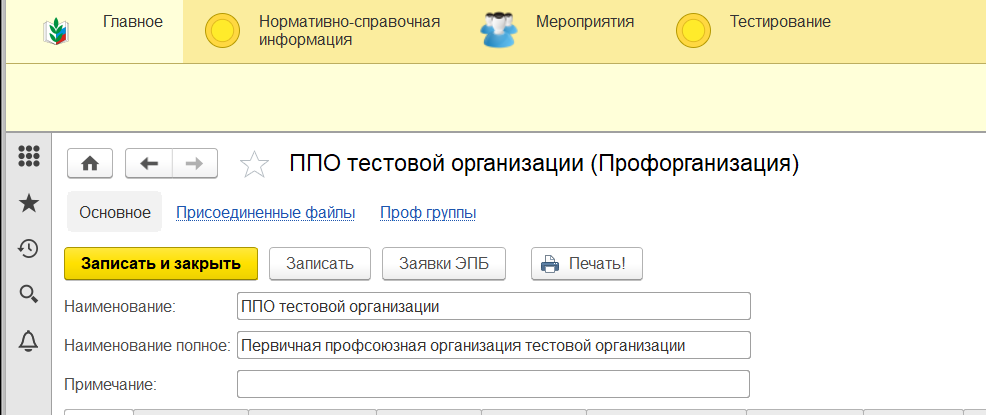 Главное
Нормативно-справочная
информация
Мероприятия
Тестирование
ППО тестовой организации (Профорганизация)
Основное Присоединенные файлы Проф группы
Записать и закрыть Записать Заявки ЭПБ Печать!
Наименование: ППО тестовой организации
Наименование полное: Первичная профсоюзная организация тестовой организации
Примечание: